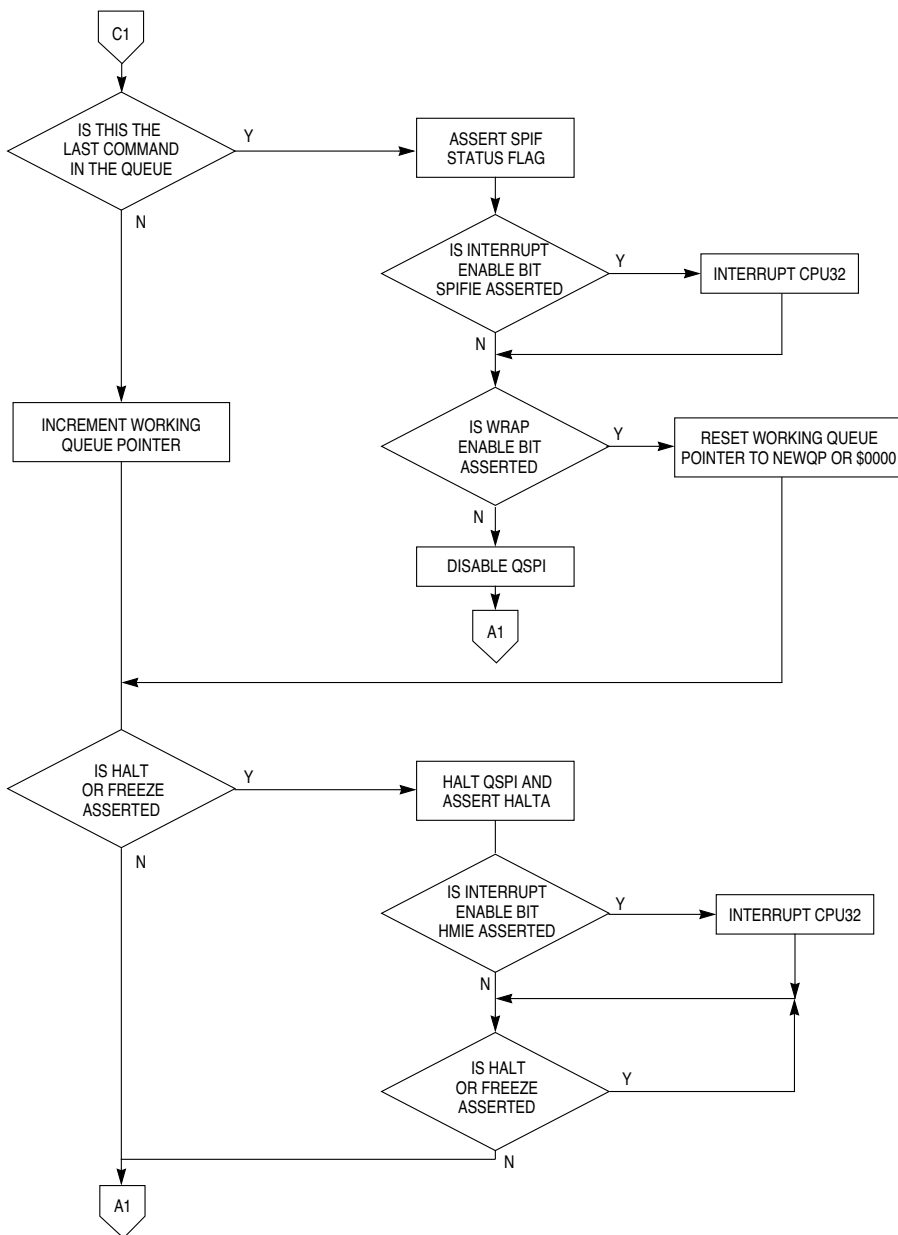 C1
IS THIS THE
LAST COMMAND
IN THE QUEUE
Y
N
ASSERT SPIF
STATUS FLAG
IS INTERRUPT
ENABLE BIT
SPIFIE ASSERTED
Y
N
INTERRUPT CPU32
INCREMENT WORKING
QUEUE POINTER
IS WRAP
ENABLE BIT
ASSERTED
Y
N
RESET WORKING QUEUE
POINTER TO NEWQP OR $0000
DISABLE QSPI
A1
IS HALT
OR FREEZE
ASSERTED
Y
N
HALT QSPI AND
ASSERT HALTA
IS INTERRUPT
ENABLE BIT
HMIE ASSERTED
Y
N
INTERRUPT CPU32
IS HALT
OR FREEZE
ASSERTED
Y
N
A1